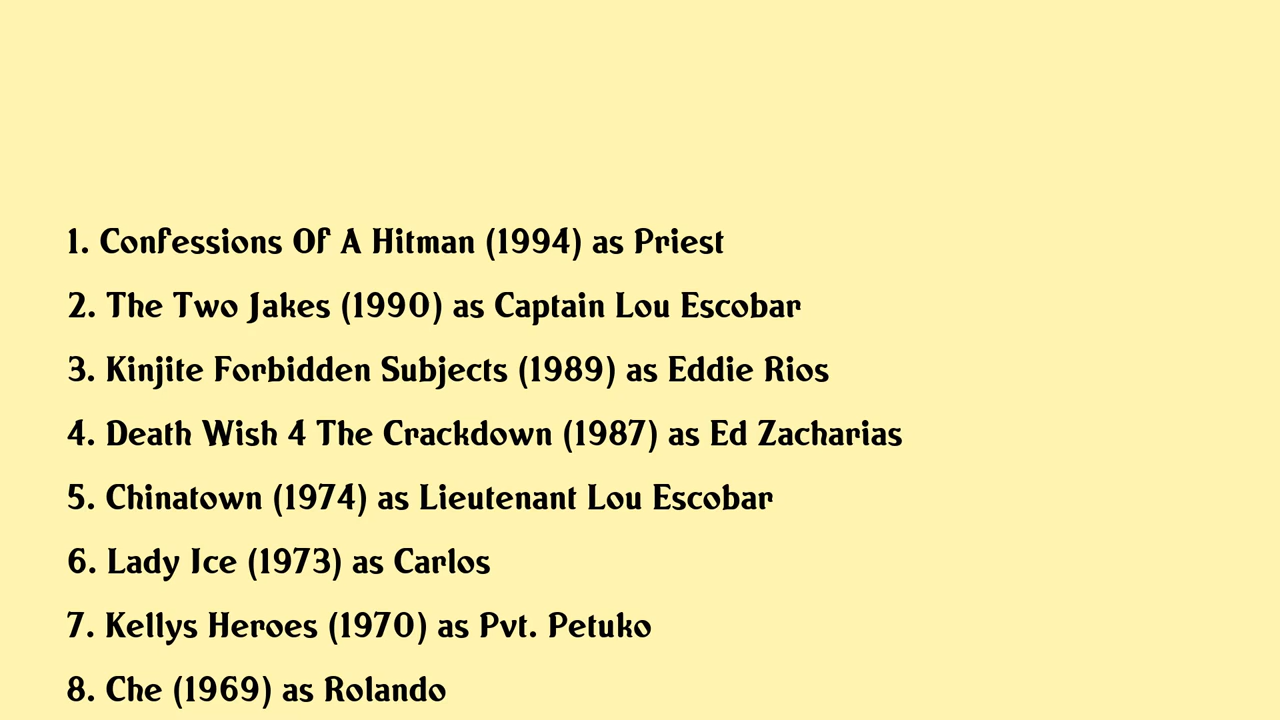 1. Confessions Of A Hitman (1994) as Priest
2. The Two Jakes (1990) as Captain Lou Escobar
3. Kinjite Forbidden Subjects (1989) as Eddie Rios
4. Death Wish 4 The Crackdown (1987) as Ed Zacharias
5. Chinatown (1974) as Lieutenant Lou Escobar
6. Lady Ice (1973) as Carlos
7. Kellys Heroes (1970) as Pvt. Petuko
8. Che (1969) as Rolando